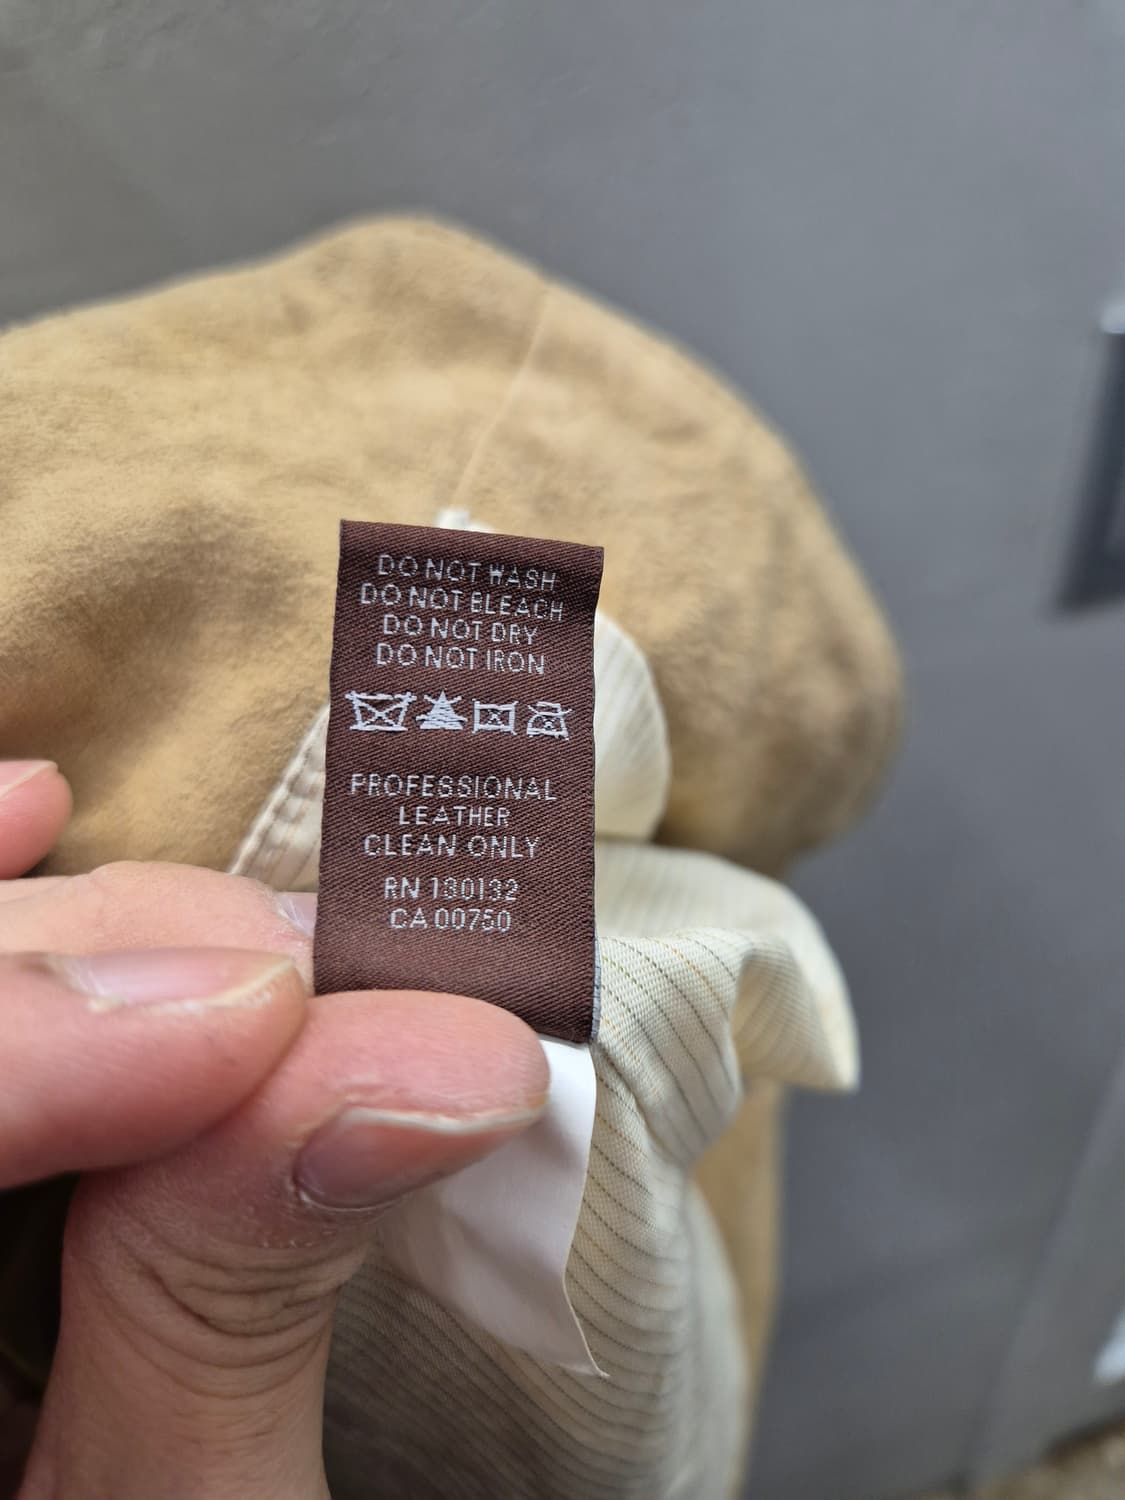 DO NOT WASH
DO NOT BLEACH
DO NOT DRY
DO NOT IRON
PROFESSIONAL
LEATHER
CLEAN ONLY
RN 130132
CA 00750